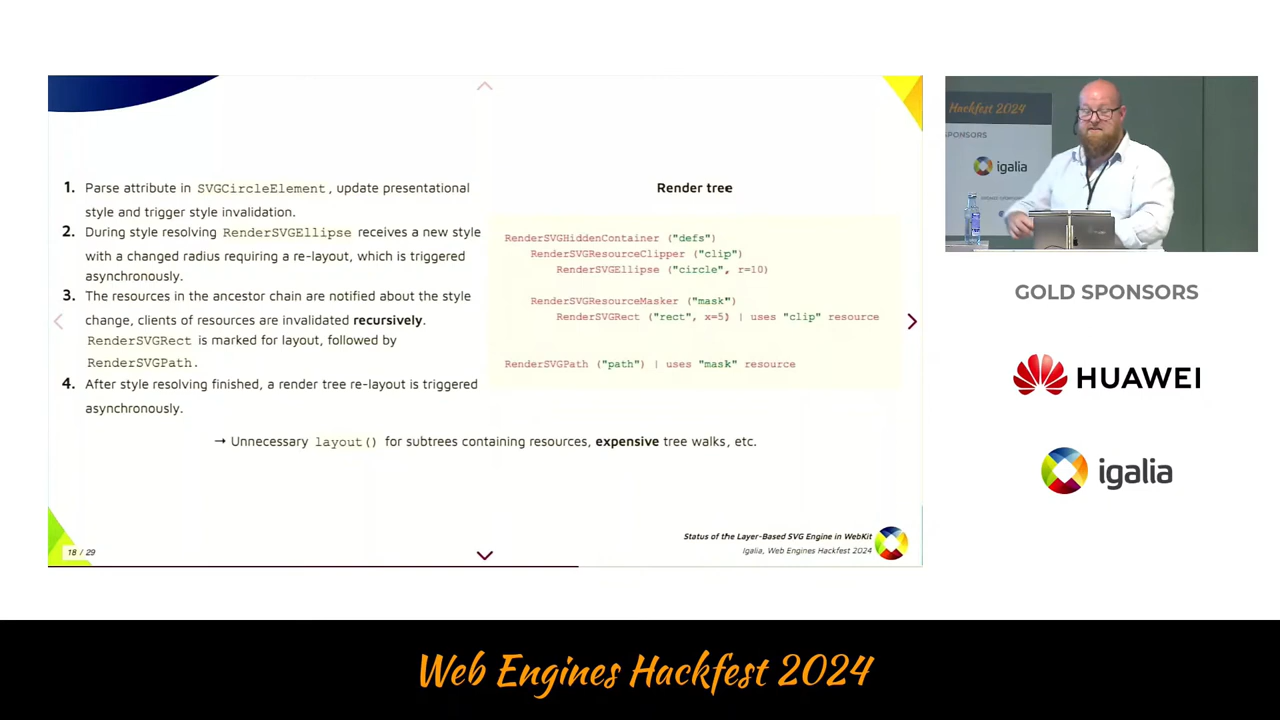 1. Parse attribute in SVGCircleElement, update presentational
style and trigger style invalidation.
2. During style resolving RenderSVGEllipse receives a new style
with a changed radius requiring a re-layout, which is triggered
asynchronously.
3. The resources in the ancestor chain are notified about the style
change, clients of resources are invalidated recursively.
RenderSVGRect is marked for layout, followed by
RenderSVGPath.
4. After style resolving finished, a render tree re-layout is triggered
asynchronously.
Render tree
RenderSVGHiddenContainer ("defs")
RenderSVGResourceClipper ("clip")
RenderSVGEllipse ("circle", r=10)
RenderSVGResourceMasker ("mask")
RenderSVGRect ("rect", x=5) | uses "clip" resource
RenderSVGPath ("path") | uses "mask" resource
→ Unnecessary layout() for subtrees containing resources, expensive tree walks, etc.
18 / 29
Status of the Layer-Based SVG Engine in WebKit
Igalia, Web Engines Hackfest 2024
Hackfest 2024
SPONSORS
igalia
GOLD SPONSORS
HUAWEI
igalia
Web Engines Hackfest 2024